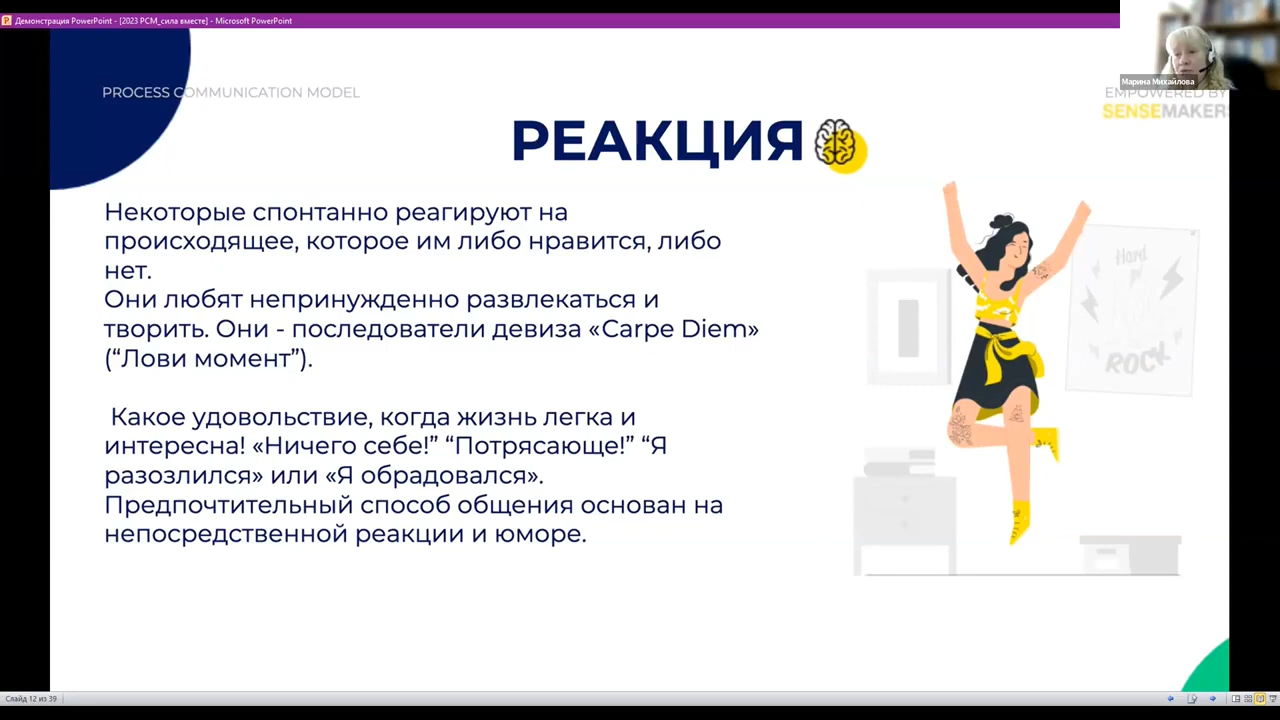 Демонстрация PowerPoint - [2023 PCM_сила вместе] - Microsoft PowerPoint
Марина Михайлова
PROCESS COMMUNICATION MODEL
EMPOWERED BY
SENSEMAKERS
РЕАКЦИЯ
Некоторые спонтанно реагируют на
происходящее, которое им либо нравится, либо
нет.
Они любят непринужденно развлекаться и
творить. Они - последователи девиза «Carpe Diem»
(“Лови момент”).
Какое удовольствие, когда жизнь легка и
интересна! «Ничего себе!” “Потрясающе!” “Я
разозлился» или «Я обрадовался».
Предпочтительный способ общения основан на
непосредственной реакции и юморе.
Hard
ROCK
Слайд 12 из 39